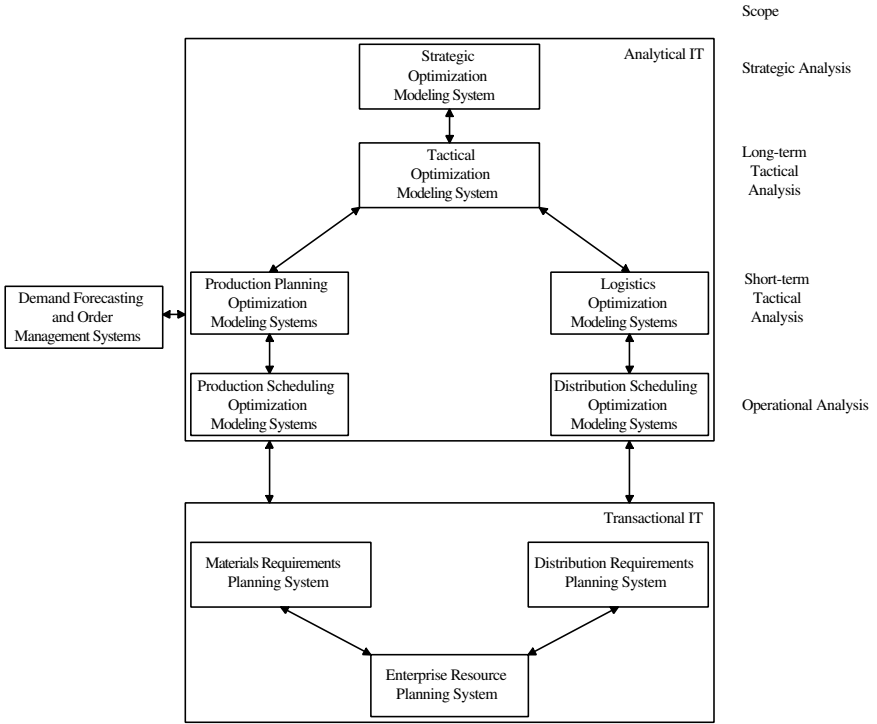 Scope
Analytical IT
Strategic
Optimization
Modeling System
Strategic Analysis
Tactical
Optimization
Modeling System
Long-term
Tactical
Analysis
Demand Forecasting
and Order
Management Systems
Production Planning
Optimization
Modeling Systems
Logistics
Optimization
Modeling Systems
Short-term
Tactical
Analysis
Production Scheduling
Optimization
Modeling Systems
Distribution Scheduling
Optimization
Modeling Systems
Operational Analysis
Transactional IT
Materials Requirements
Planning System
Distribution Requirements
Planning System
Enterprise Resource
Planning System